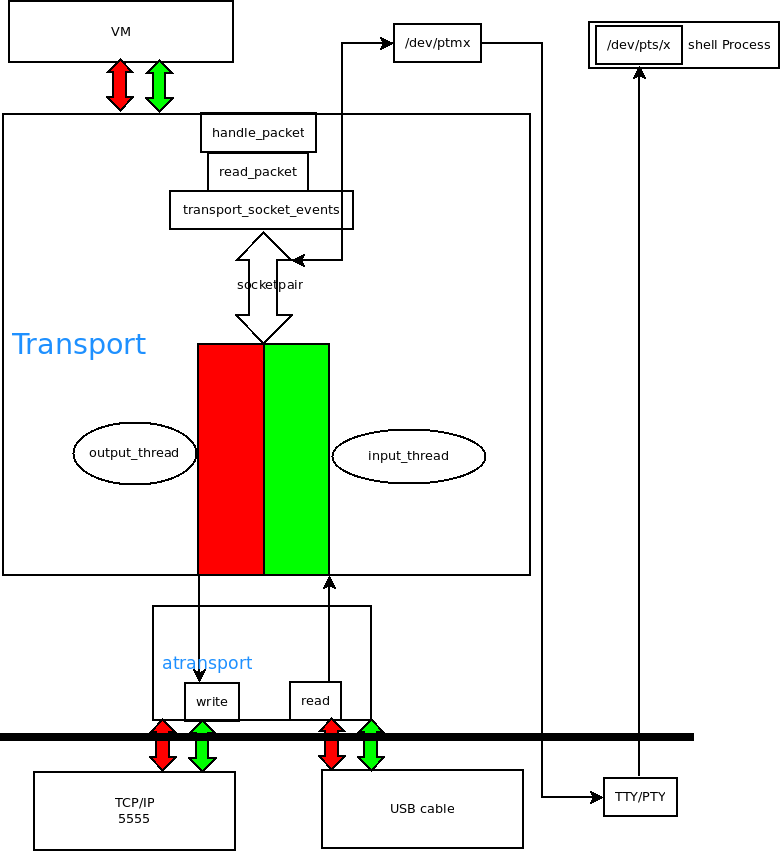 VM
/dev/ptmx
/dev/pts/x
shell Process
handle_packet
read_packet
transport_socket_events
socketpair
Transport
output_thread
input_thread
atransport
write
read
TCP/IP
5555
USB cable
TTY/PTY